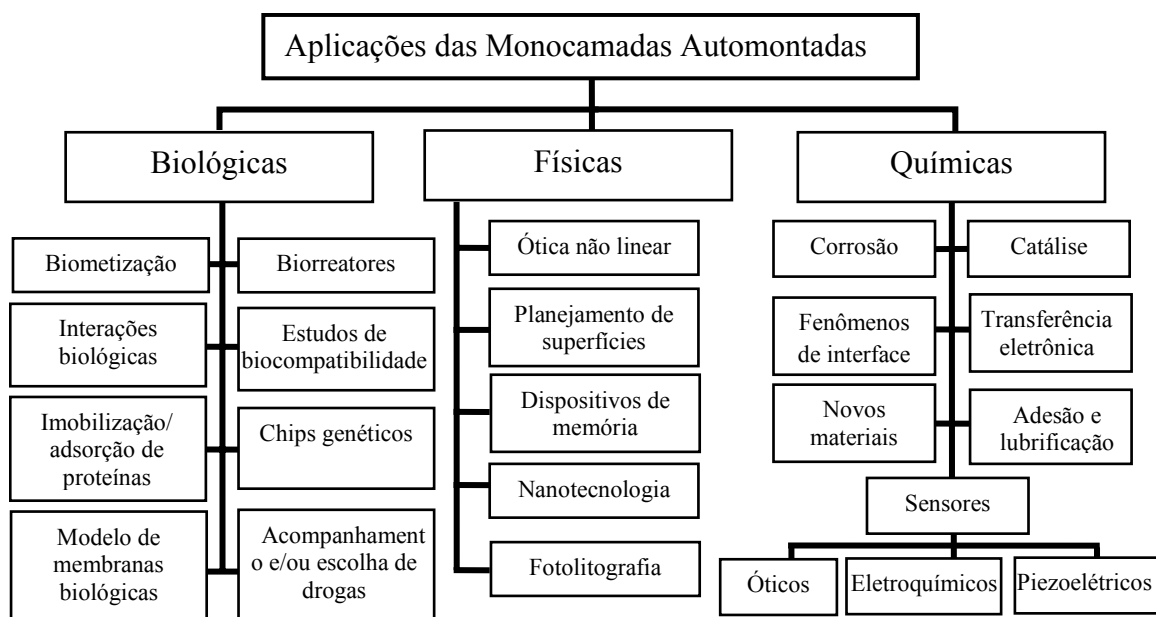 Aplicações das Monocamadas Automontadas
Biológicas
Físicas
Químicas
Biometização
Biorreatores
Interações
biológicas
Estudos de
biocompatibilidade
Imobilização/
adsorção de
proteínas
Chips genéticos
Modelo de
membranas
biológicas
Acompanhament
o e/ou escolha de
drogas
Ótica não linear
Planejamento de
superfícies
Dispositivos de
memória
Nanotecnologia
Fotolitografia
Corrosão
Catálise
Fenômenos
de interface
Transferência
eletrônica
Novos
materiais
Adesão e
lubrificação
Sensores
Óticos
Eletroquímicos
Piezoelétricos